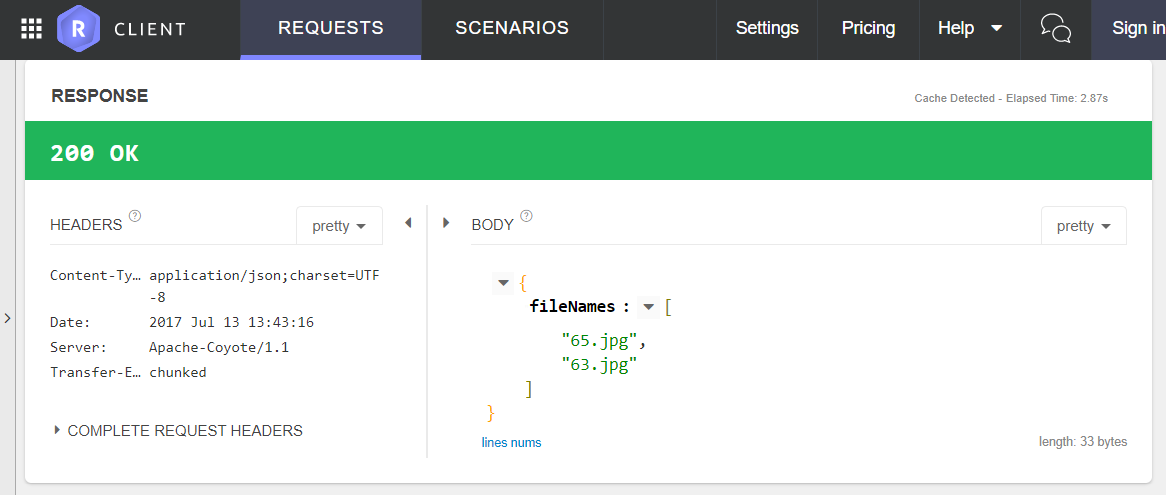 R CLIENT REQUESTS SCENARIOS Settings Pricing Help Sign in
RESPONSE Cache Detected - Elapsed Time: 2.87s
200 OK
HEADERS ? pretty
Content-Ty… application/json;charset=UTF
-8
Date: 2017 Jul 13 13:43:16
Server: Apache-Coyote/1.1
Transfer-E… chunked
COMPLETE REQUEST HEADERS
BODY ? pretty
{
fileNames : [
"65.jpg",
"63.jpg"
]
}
lines nums length: 33 bytes